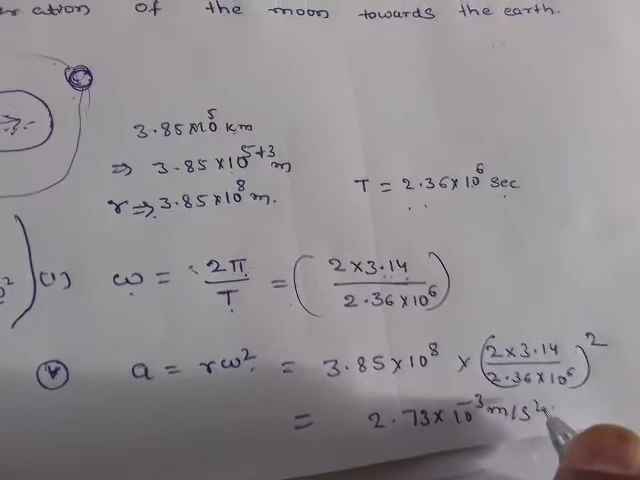 of the moon towards the earth.
3.85×10⁵ km
⇒ 3.85×10⁵⁺³ m
r ⇒ 3.85×10⁸ m.
T = 2.36×10⁶ sec
(1) ω = 2π/T = (2×3.14/2.36×10⁶)
a = rω² = 3.85×10⁸ × (2×3.14/2.36×10⁶)²
= 2.73×10⁻³ m/s²